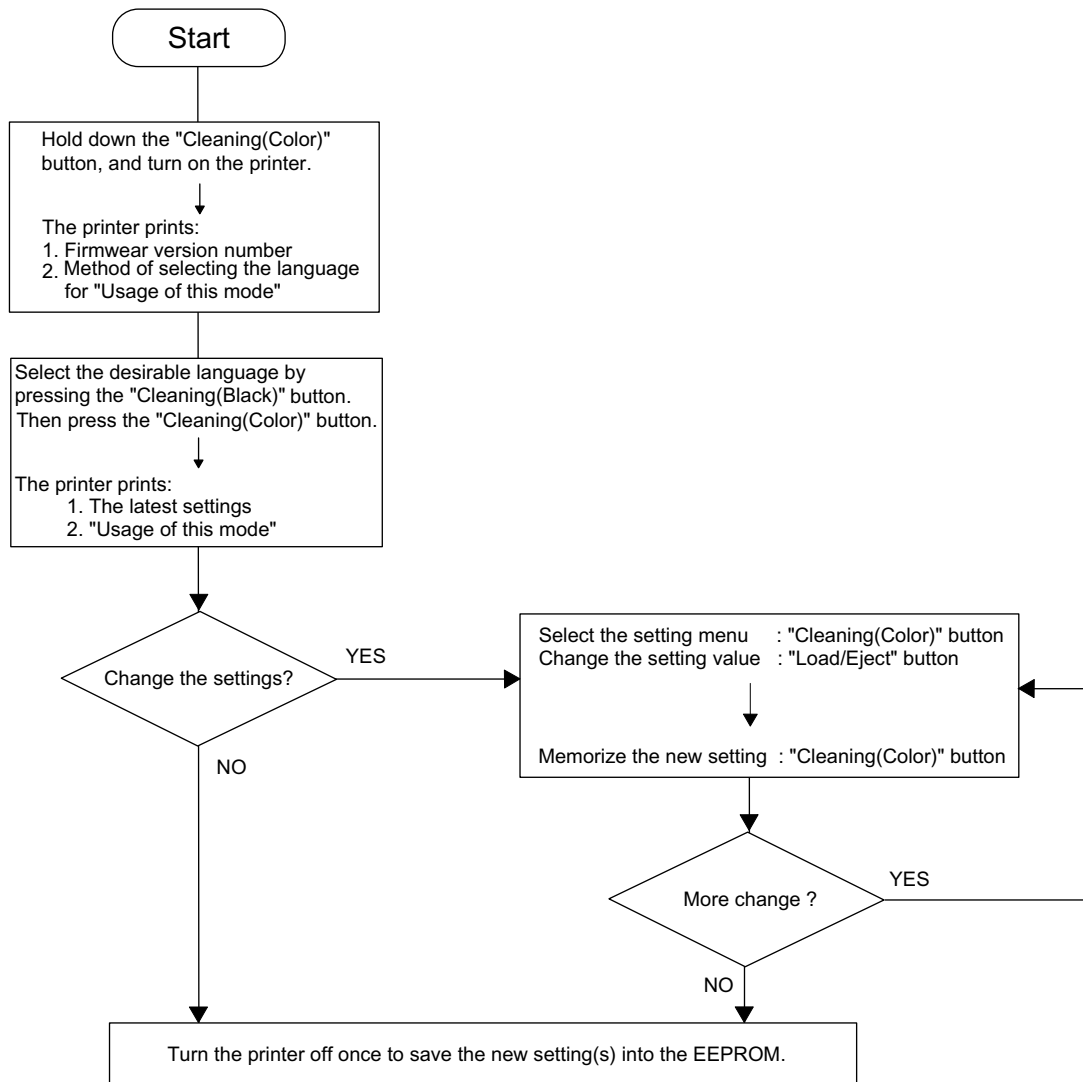 Start
Hold down the "Cleaning(Color)"
button, and turn on the printer.
The printer prints:
1. Firmwear version number
2. Method of selecting the language
for "Usage of this mode"
Select the desirable language by
pressing the "Cleaning(Black)" button.
Then press the "Cleaning(Color)" button.
The printer prints:
1. The latest settings
2. "Usage of this mode"
Change the settings?
YES
NO
Select the setting menu : "Cleaning(Color)" button
Change the setting value : "Load/Eject" button
Memorize the new setting : "Cleaning(Color)" button
More change ?
YES
NO
Turn the printer off once to save the new setting(s) into the EEPROM.